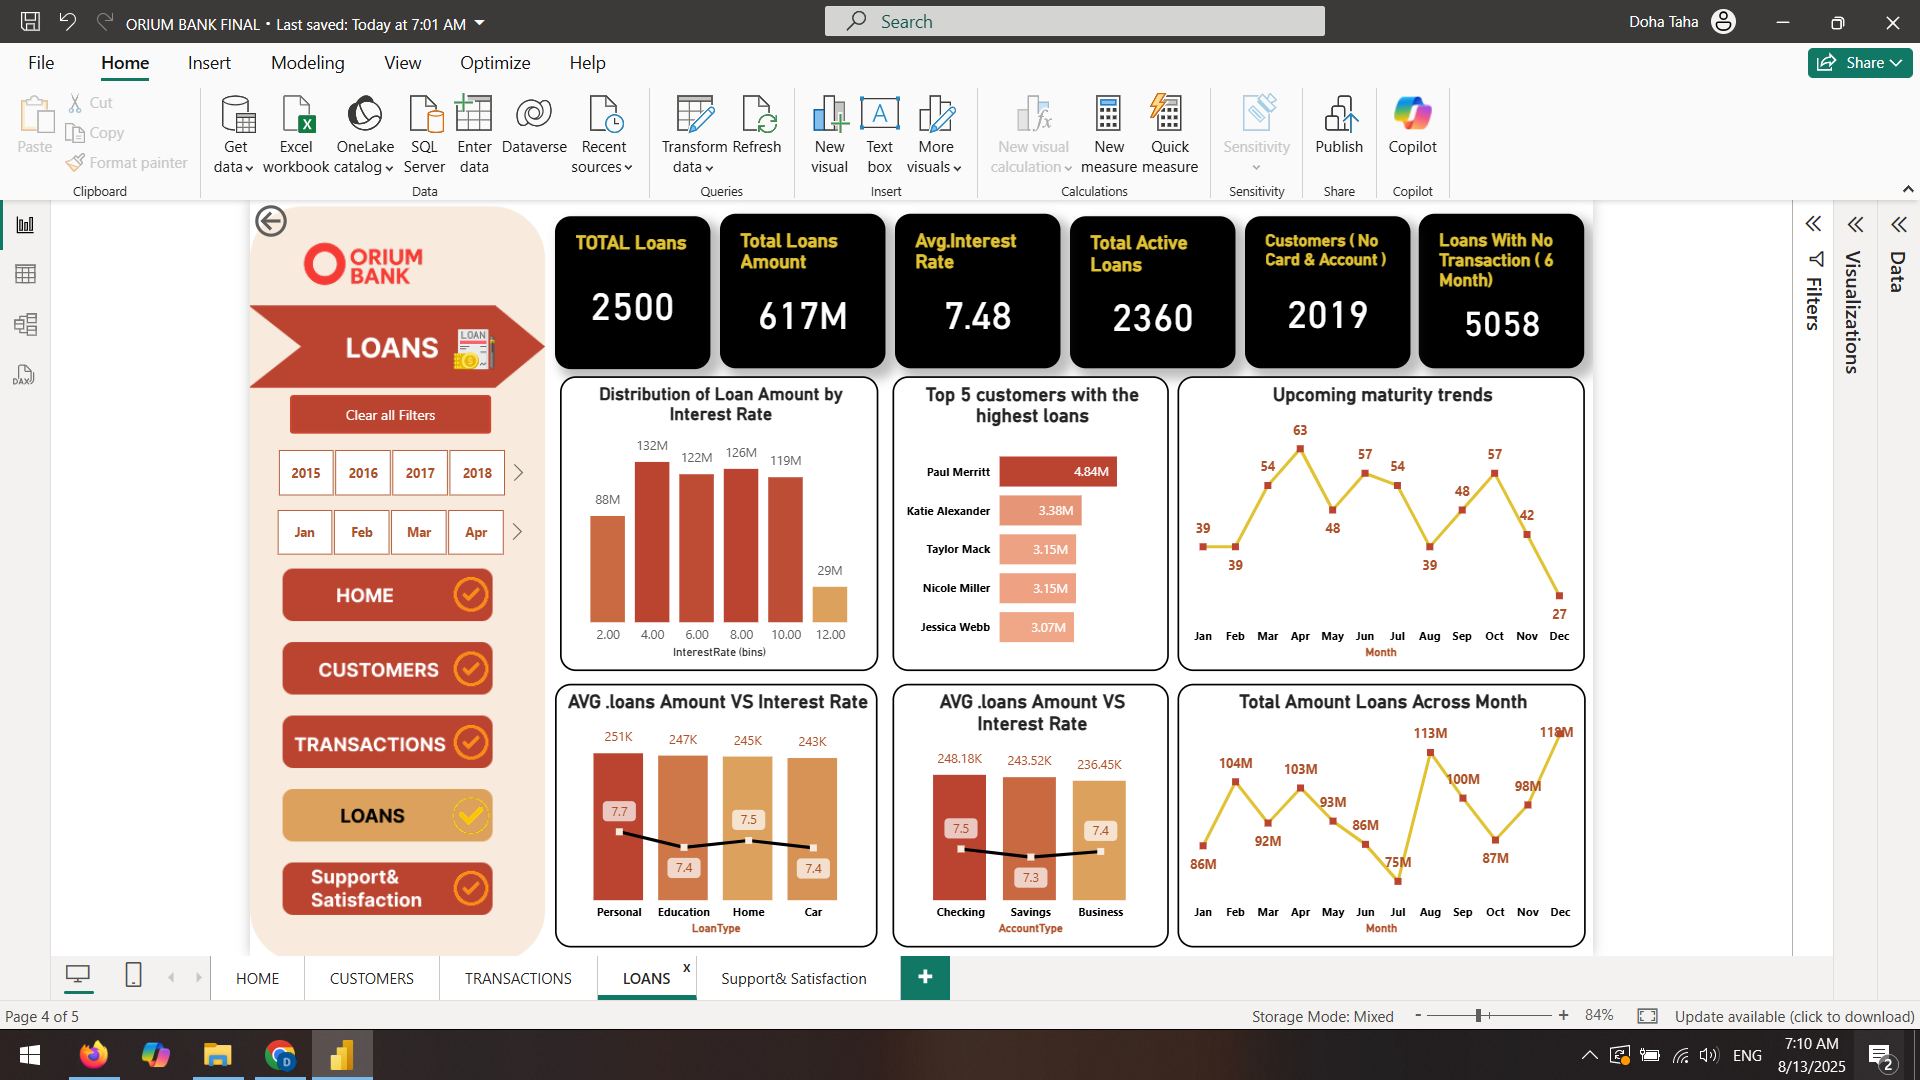 ORIUM BANK FINAL • Last saved: Today at 7:01 AM
Search
Doha Taha
File
Home
Insert
Modeling
View
Optimize
Help
Share
Paste
Cut
Copy
Format painter
Clipboard
Get data
Excel workbook
OneLake catalog
SQL Server
Enter data
Dataverse
Recent sources
Data
Transform data
Refresh
Queries
New visual
Text box
More visuals
Insert
New visual calculation
New measure
Quick measure
Calculations
Sensitivity
Sensitivity
Publish
Share
Copilot
Copilot
ORIUM
BANK
LOANS
LOAN
Clear all Filters
2015
2016
2017
2018
Jan
Feb
Mar
Apr
HOME
CUSTOMERS
TRANSACTIONS
LOANS
Support&
Satisfaction
TOTAL Loans
2500
Total Loans
Amount
617M
Avg.Interest
Rate
7.48
Total Active
Loans
2360
Customers ( No
Card & Account )
2019
Loans With No
Transaction ( 6
Month)
5058
Distribution of Loan Amount by
Interest Rate
88M
132M
122M
126M
119M
29M
2.00
4.00
6.00
8.00
10.00
12.00
InterestRate (bins)
Top 5 customers with the
highest loans
Paul Merritt 4.84M
Katie Alexander 3.38M
Taylor Mack 3.15M
Nicole Miller 3.15M
Jessica Webb 3.07M
Upcoming maturity trends
39
39
54
63
48
57
54
39
48
57
42
27
Jan Feb Mar Apr May Jun Jul Aug Sep Oct Nov Dec
Month
AVG .loans Amount VS Interest Rate
251K
247K
245K
243K
7.7
7.4
7.5
7.4
Personal Education Home Car
LoanType
AVG .loans Amount VS
Interest Rate
248.18K
243.52K
236.45K
7.5
7.3
7.4
Checking Savings Business
AccountType
Total Amount Loans Across Month
86M
104M
92M
103M
93M
86M
75M
113M
100M
87M
98M
118M
Jan Feb Mar Apr May Jun Jul Aug Sep Oct Nov Dec
Month
Filters
Visualizations
Data
DAX
HOME
CUSTOMERS
TRANSACTIONS
LOANS
x
Support& Satisfaction
+
Page 4 of 5
Storage Mode: Mixed
- +
84%
Update available (click to download)
D
ENG
7:10 AM
8/13/2025
2